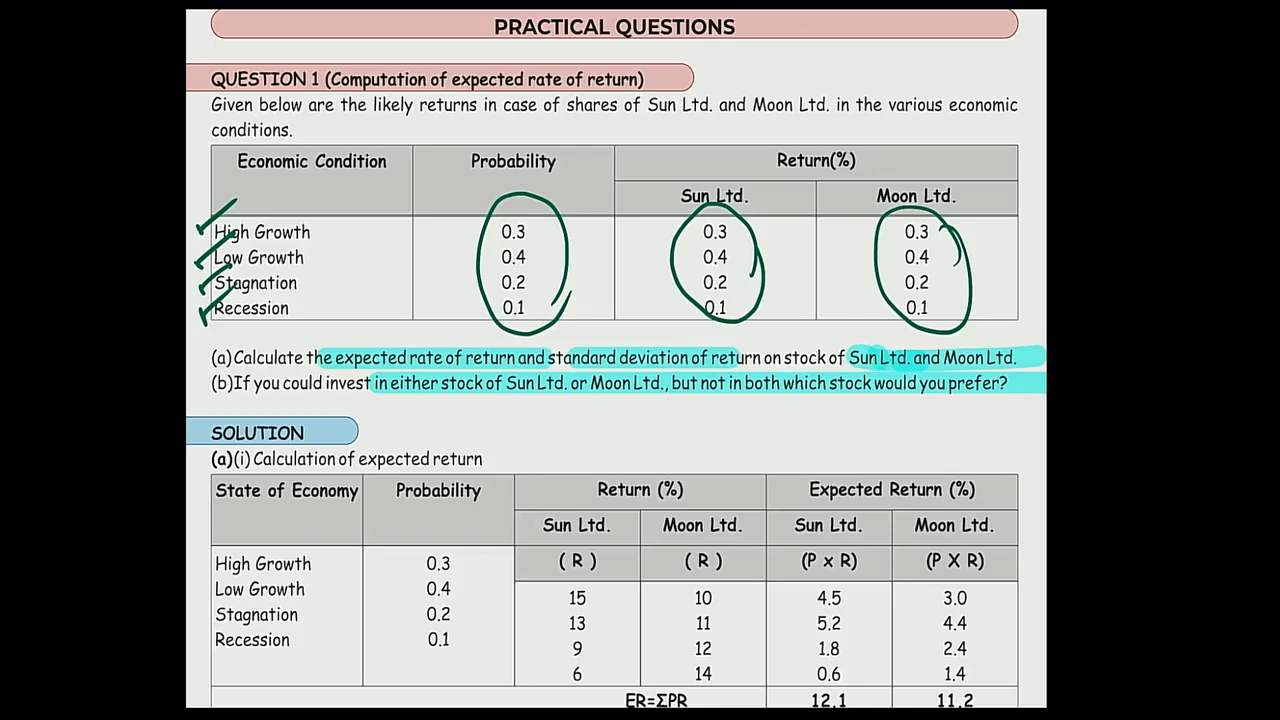 PRACTICAL QUESTIONS
QUESTION 1 (Computation of expected rate of return)
Given below are the likely returns in case of shares of Sun Ltd. and Moon Ltd. in the various economic
conditions.
Economic Condition Probability Return(%)
Sun Ltd. Moon Ltd.
High Growth 0.3 0.3 0.3
Low Growth 0.4 0.4 0.4
Stagnation 0.2 0.2 0.2
Recession 0.1 0.1 0.1
(a) Calculate the expected rate of return and standard deviation of return on stock of Sun Ltd. and Moon Ltd.
(b) If you could invest in either stock of Sun Ltd. or Moon Ltd., but not in both which stock would you prefer?
SOLUTION
(a)(i) Calculation of expected return
State of Economy Probability Return (%) Expected Return (%)
Sun Ltd. Moon Ltd. Sun Ltd. Moon Ltd.
( R ) ( R ) (P x R) (P X R)
High Growth 0.3 15 10 4.5 3.0
Low Growth 0.4 13 11 5.2 4.4
Stagnation 0.2 9 12 1.8 2.4
Recession 0.1 6 14 0.6 1.4
ER=ΣPR 12.1 11.2